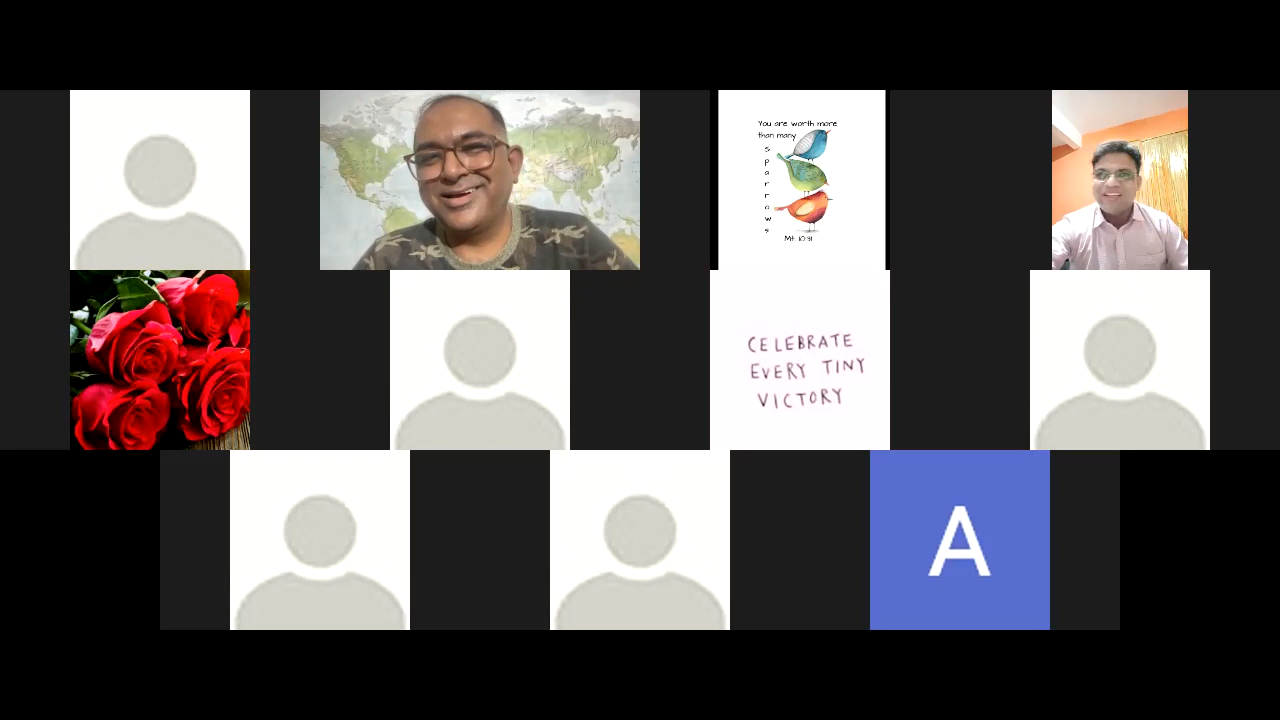 You are worth more
than many
s
p
a
r
r
o
w
s
Mt. 10:31
CELEBRATE
EVERY TINY
VICTORY
A